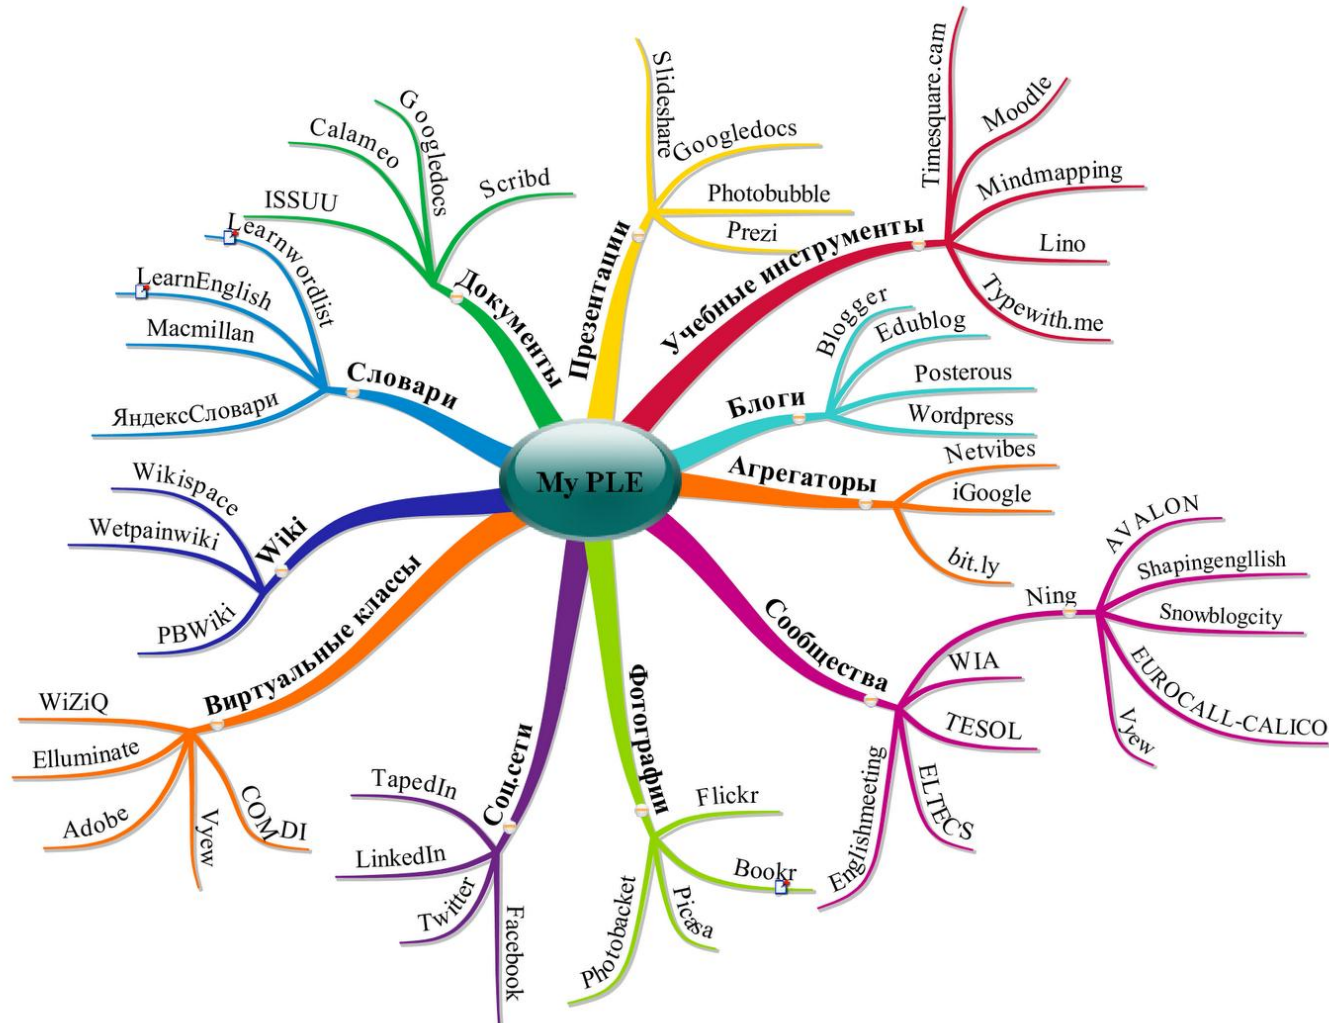 My PLE
Презентации
Slideshare
Googledocs
Photobubble
Prezi
Учебные инструменты
Timesquare.cam
Moodle
Mindmapping
Lino
Typewith.me
Блоги
Blogger
Edublog
Posterous
Wordpress
Агрегаторы
Netvibes
iGoogle
bit.ly
Сообщества
Ning
AVALON
Shapingengllish
Snowblogcity
EUROCALL-CALICO
Vyew
WIA
TESOL
ELTECS
Englishmeeting
Фотографии
Flickr
Bookr
Picasa
Photobacket
Соц.сети
TapedIn
LinkedIn
Twitter
Facebook
Виртуальные классы
WiZiQ
Elluminate
Adobe
Vyew
COMDI
Wiki
Wikispace
Wetpainwiki
PBWiki
Словари
Learnwordlist
LearnEnglish
Macmillan
ЯндексСловари
Документы
ISSUU
Calameo
Googledocs
Scribd